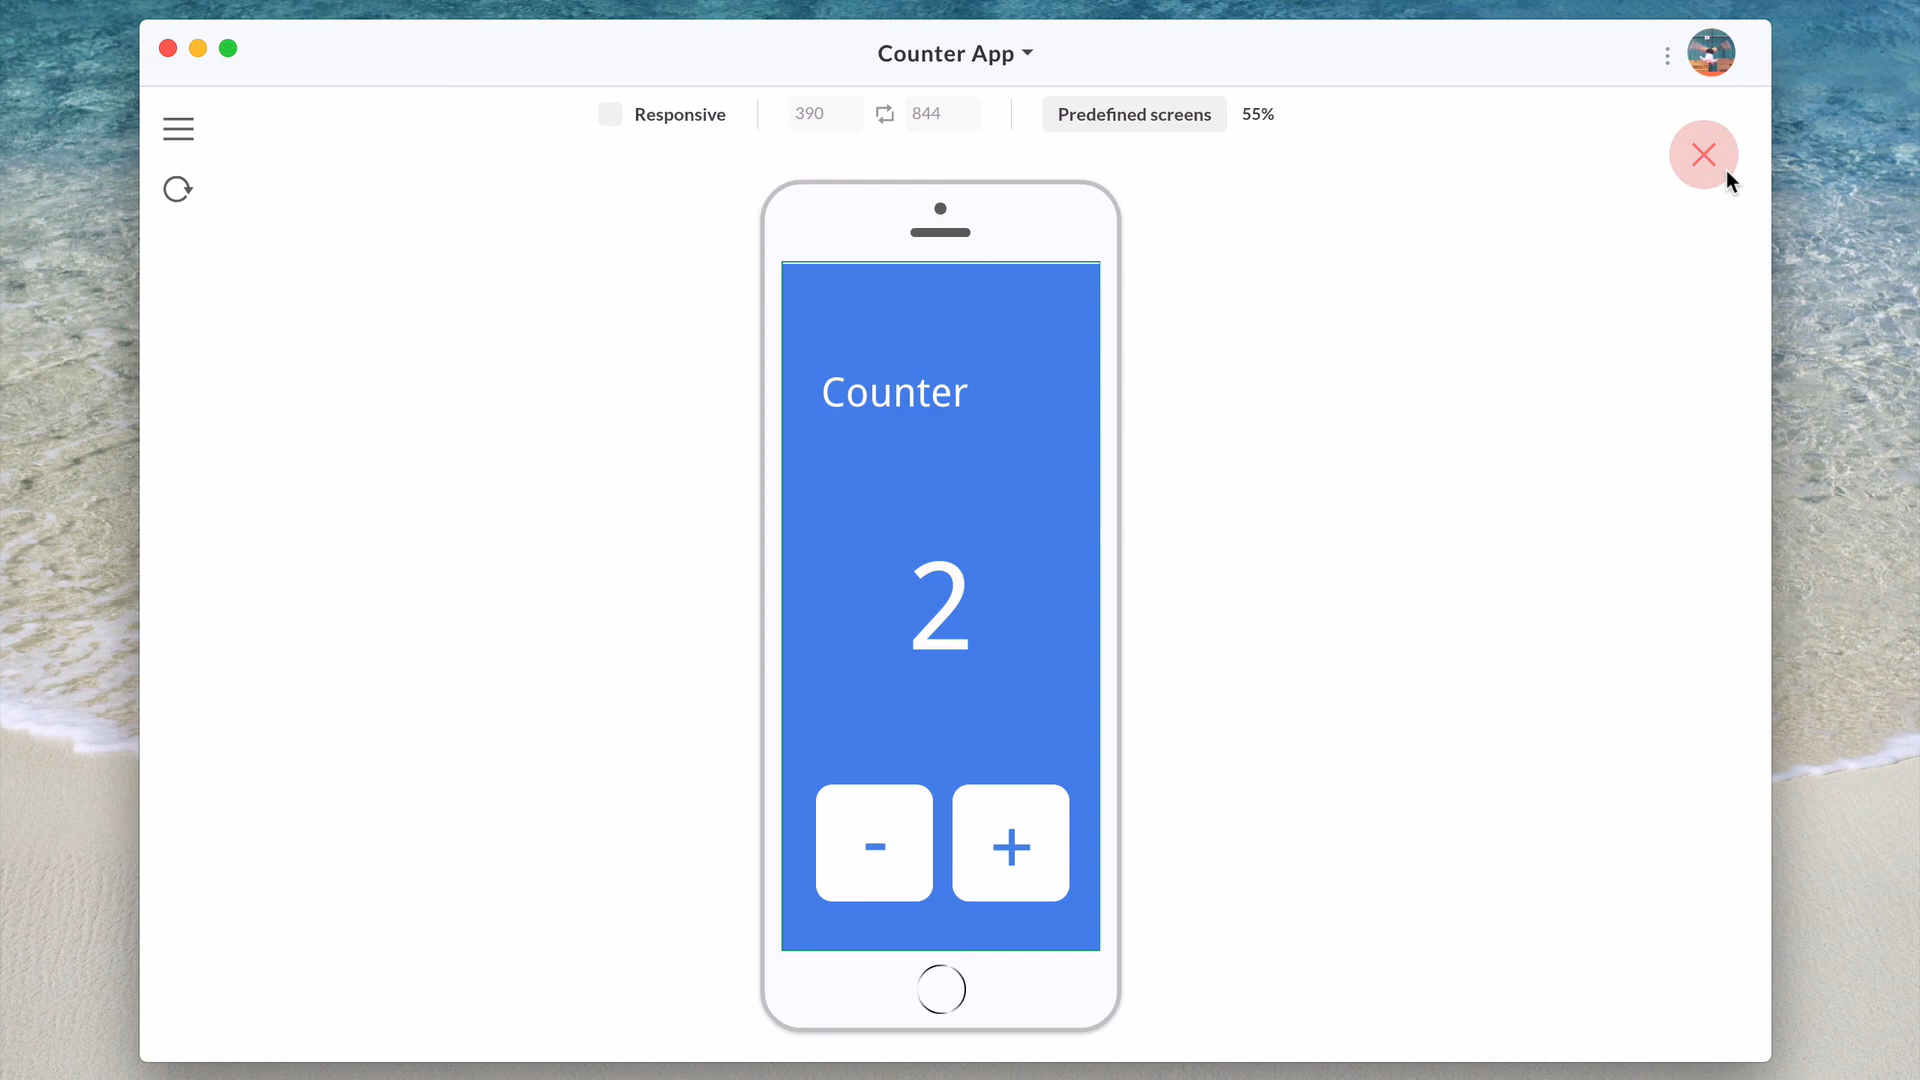 Counter App
Responsive 390 844 Predefined screens 55%
Counter
2
- +